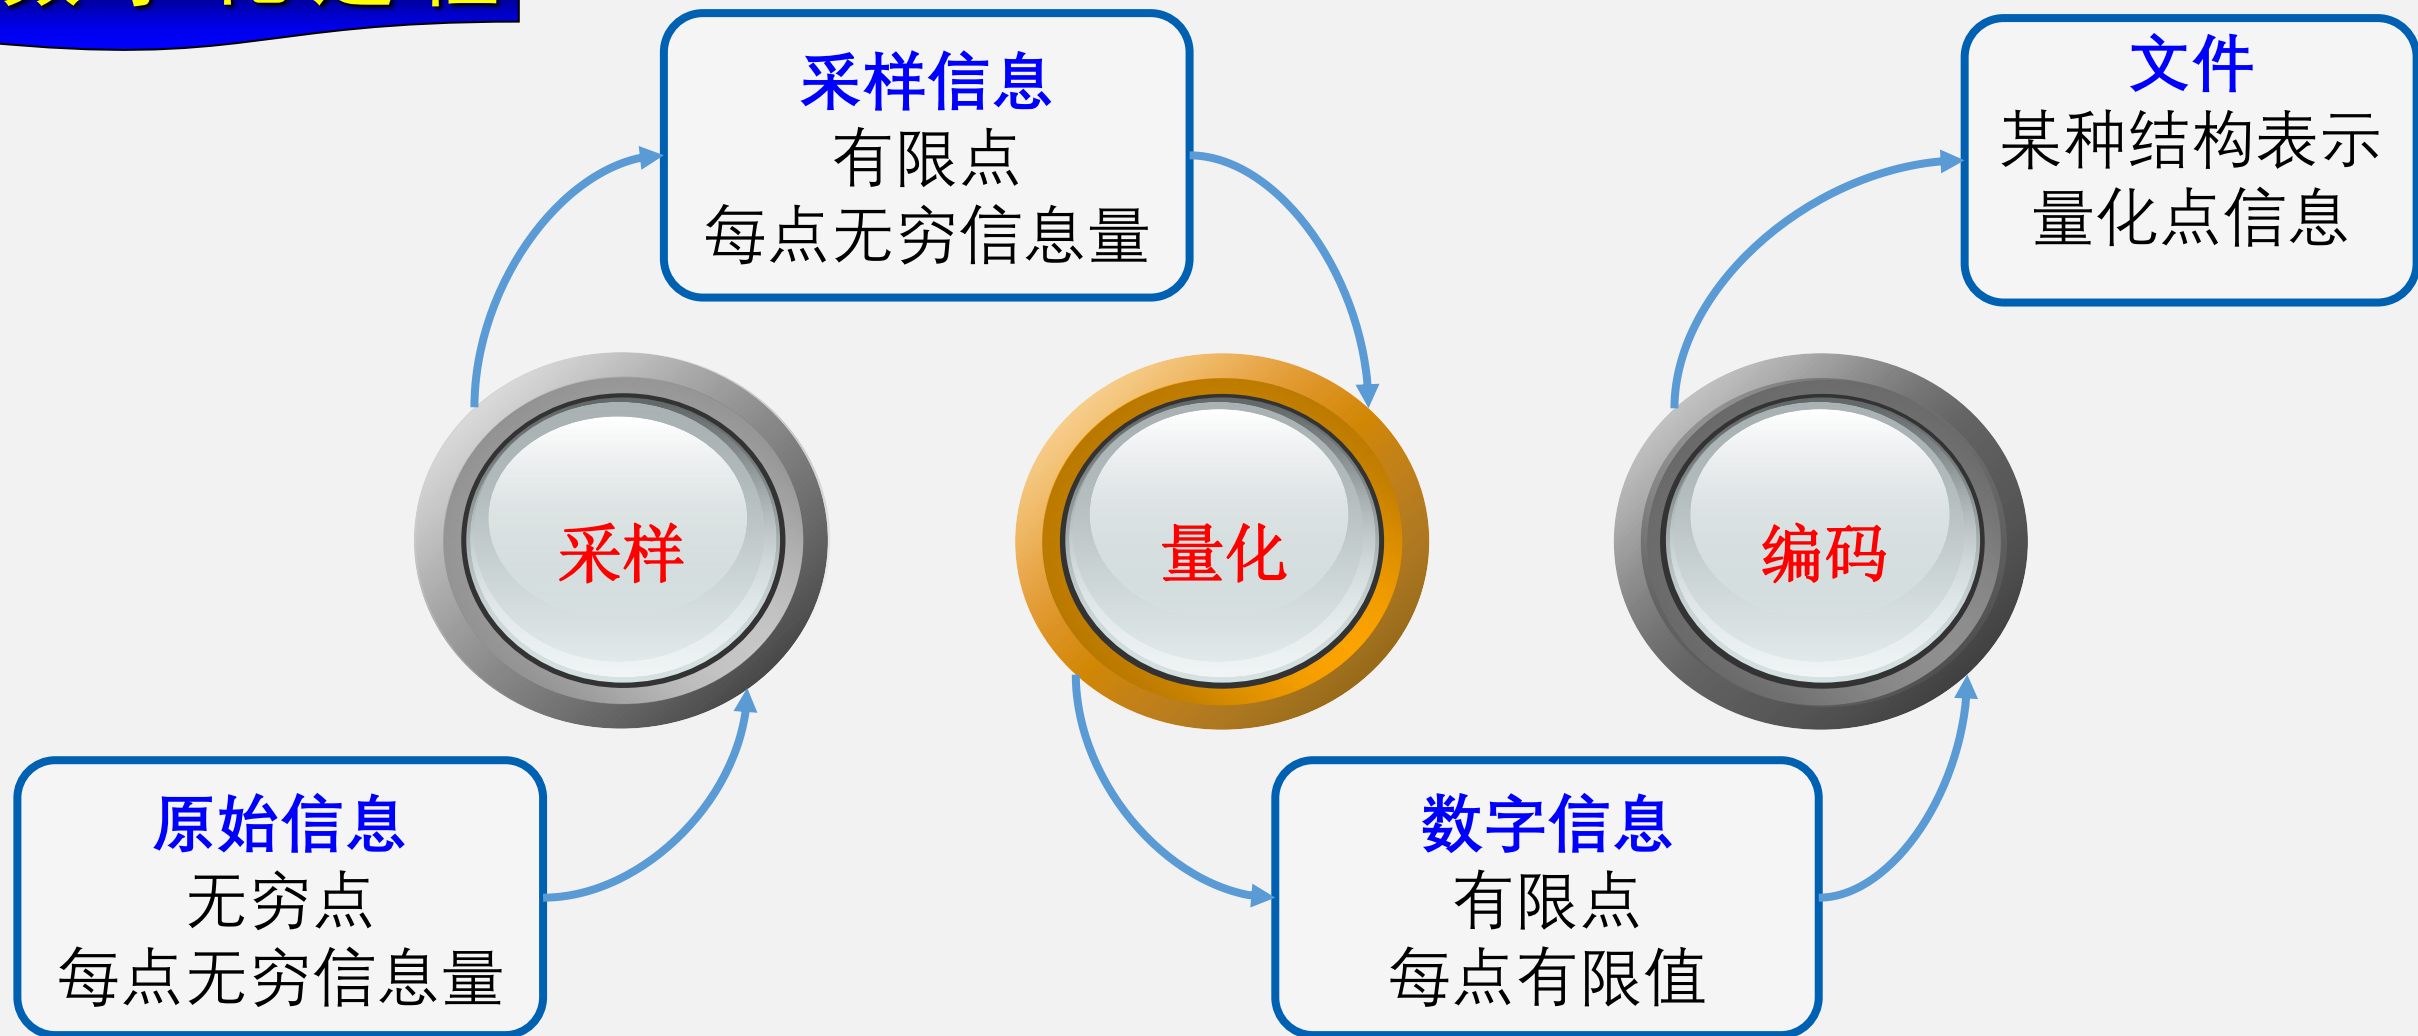 采样信息
有限点
每点无穷信息量
文件
某种结构表示
量化点信息
采样
量化
编码
原始信息
无穷点
每点无穷信息量
数字信息
有限点
每点有限值